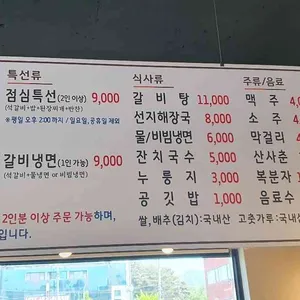 특선류
점심특선(2인 이상) 9,000
(석갈비+밥+된장찌개+반찬)
※평일 오후 2:00까지 / 일요일, 공휴일 제외
갈비냉면(1인 가능) 9,000
(석갈비+물냉면 or 비빔냉면)
2인분 이상 주문 가능하며,
입니다.
식사류
갈비탕 11,000
선지해장국 8,000
물/비빔냉면 6,000
잔치국수 5,000
누룽지 3,000
공깃밥 1,000
쌀,배추(김치):국내산 고춧가루:국내산
주류/음료
맥주 4
소주 4
막걸리
산사춘
복분자
음료수